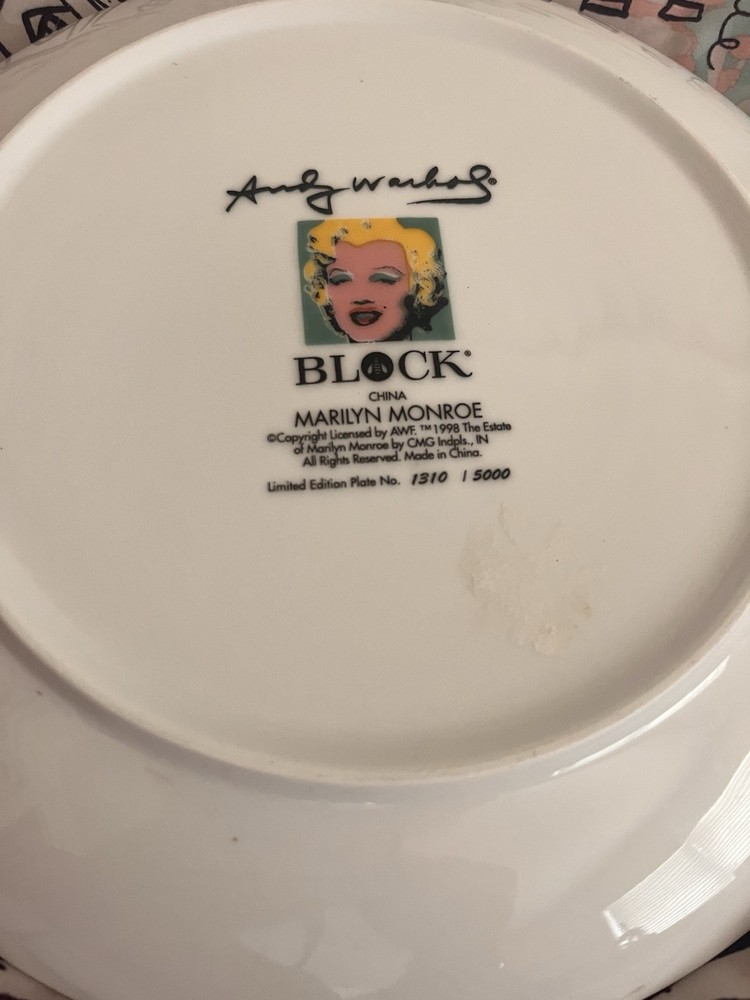 Andy Warhol®
BLOCK®
CHINA
MARILYN MONROE
©Copyright Licensed by AWF. ™1998 The Estate
of Marilyn Monroe by CMG Indpls., IN
All Rights Reserved. Made in China.
Limited Edition Plate No. 1310 / 5000